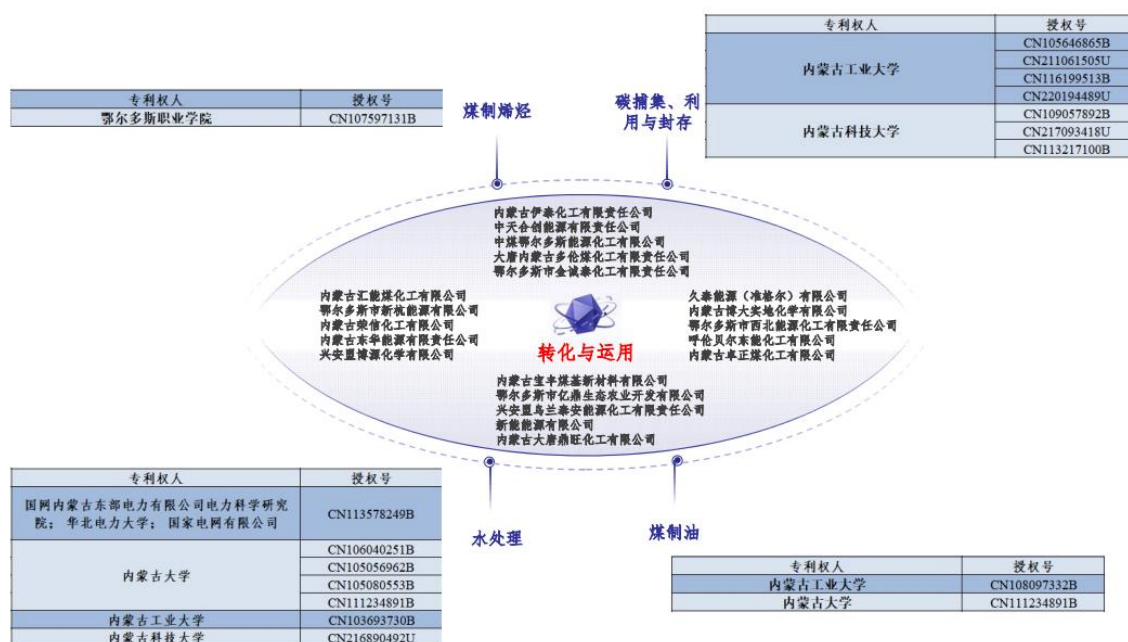 专利权人 授权号
内蒙古工业大学 CN105646865B
CN211061505U
CN116199513B
CN220194489U
内蒙古科技大学 CN109057892B
CN217093418U
CN113217100B
专利权人 授权号
鄂尔多斯职业学院 CN107597131B
煤制烯烃
碳捕集、利
用与封存
内蒙古伊泰化工有限责任公司
中天合创能源有限责任公司
中煤鄂尔多斯能源化工有限公司
大唐内蒙古多伦煤化工有限责任公司
鄂尔多斯市金诚泰化工有限责任公司
内蒙古汇能煤化工有限公司
鄂尔多斯市新杭能源有限公司
内蒙古荣信化工有限公司
内蒙古东华能源有限责任公司
兴安盟博源化学有限公司
久泰能源（准格尔）有限公司
内蒙古博大实地化学有限公司
鄂尔多斯市西北能源化工有限责任公司
呼伦贝尔东能化工有限公司
内蒙古卓正煤化工有限公司
转化与运用
内蒙古宝丰煤基新材料有限公司
鄂尔多斯市亿鼎生态农业开发有限公司
兴安盟乌兰泰安能源化工有限责任公司
新能能源有限公司
内蒙古大唐鼎旺化工有限公司
水处理
煤制油
专利权人 授权号
国网内蒙古东部电力有限公司电力科学研究
院； 华北电力大学； 国家电网有限公司 CN113578249B
内蒙古大学 CN106040251B
CN105056962B
CN105080553B
CN111234891B
内蒙古工业大学 CN103693730B
内蒙古科技大学 CN216890492U
专利权人 授权号
内蒙古工业大学 CN108097332B
内蒙古大学 CN111234891B